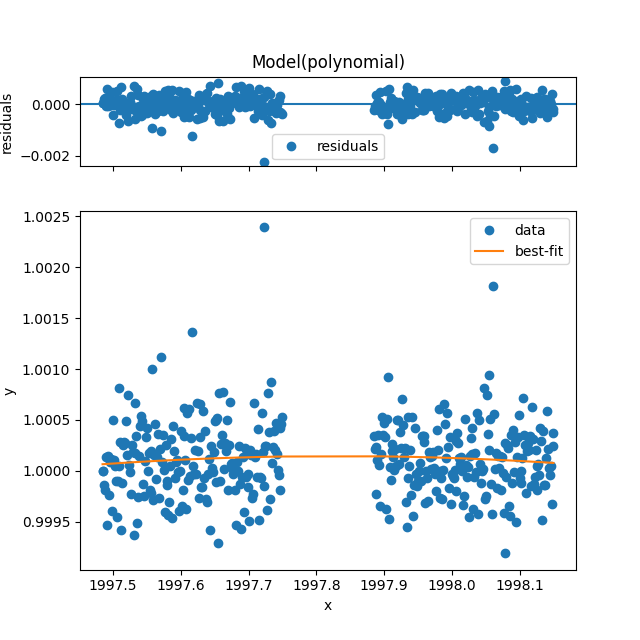 Model(polynomial)
residuals
0.000
−0.002
residuals
y
1.0025
1.0020
1.0015
1.0010
1.0005
1.0000
0.9995
data
best-fit
1997.5 1997.6 1997.7 1997.8 1997.9 1998.0 1998.1
x